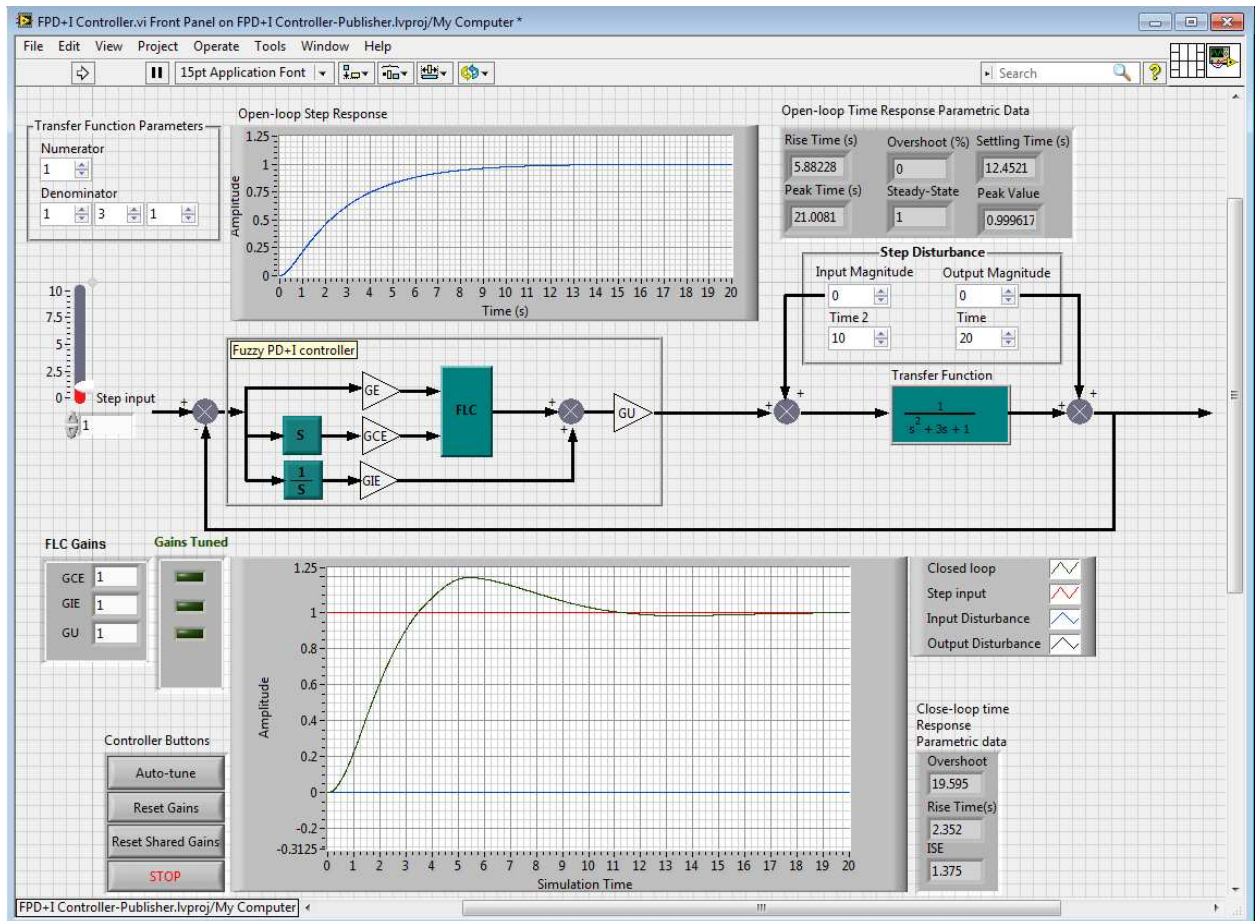 FPD+I Controller.vi Front Panel on FPD+I Controller-Publisher.lvproj/My Computer *
File Edit View Project Operate Tools Window Help
15pt Application Font
Search
Transfer Function Parameters
Numerator
1
Denominator
1 3 1
Open-loop Step Response
Amplitude
1.25
1
0.75
0.5
0.25
0
0 1 2 3 4 5 6 7 8 9 10 11 12 13 14 15 16 17 18 19 20
Time (s)
Open-loop Time Response Parametric Data
Rise Time (s) Overshoot (%) Settling Time (s)
5.88228 0 12.4521
Peak Time (s) Steady-State Peak Value
21.0081 1 0.999617
Step Disturbance
Input Magnitude Output Magnitude
0 0
Time 2 Time
10 20
10
7.5
5
2.5
0
Step input
1
+
-
Fuzzy PD+I controller
GE
S
GCE
1
S
GIE
FLC
+
+
GU
+
+
Transfer Function
1
s2 + 3s + 1
+
+
FLC Gains
GCE 1
GIE 1
GU 1
Gains Tuned
Controller Buttons
Auto-tune
Reset Gains
Reset Shared Gains
STOP
Amplitude
1.25
1
0.8
0.6
0.4
0.2
0
-0.2
-0.3125
0 1 2 3 4 5 6 7 8 9 10 11 12 13 14 15 16 17 18 19 20
Simulation Time
Closed loop
Step input
Input Disturbance
Output Disturbance
Close-loop time
Response
Parametric data
Overshoot
19.595
Rise Time(s)
2.352
ISE
1.375
FPD+I Controller-Publisher.lvproj/My Computer